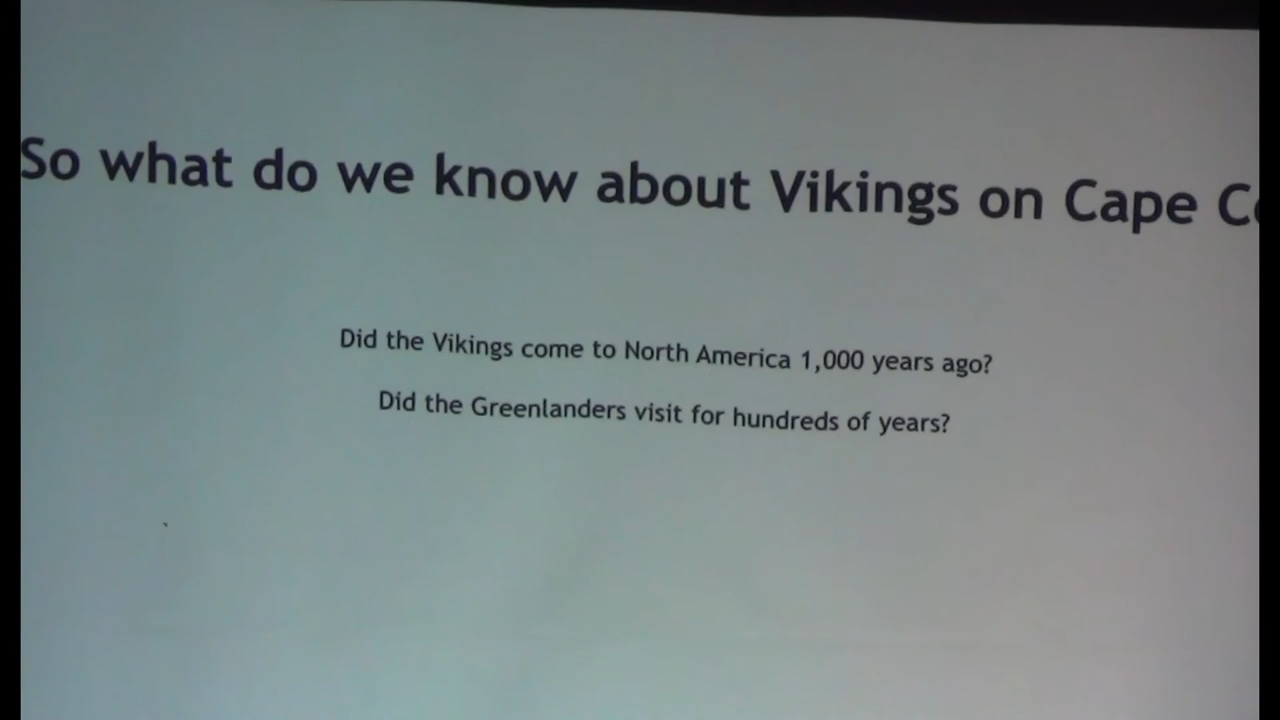 So what do we know about Vikings on Cape
Did the Vikings come to North America 1,000 years ago?
Did the Greenlanders visit for hundreds of years?